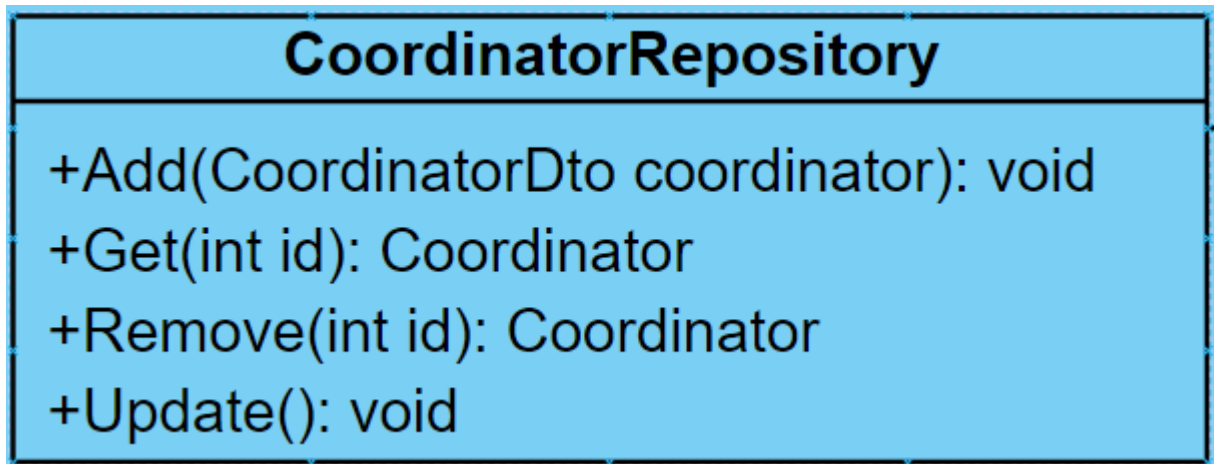 CoordinatorRepository
+Add(CoordinatorDto coordinator): void
+Get(int id): Coordinator
+Remove(int id): Coordinator
+Update(): void